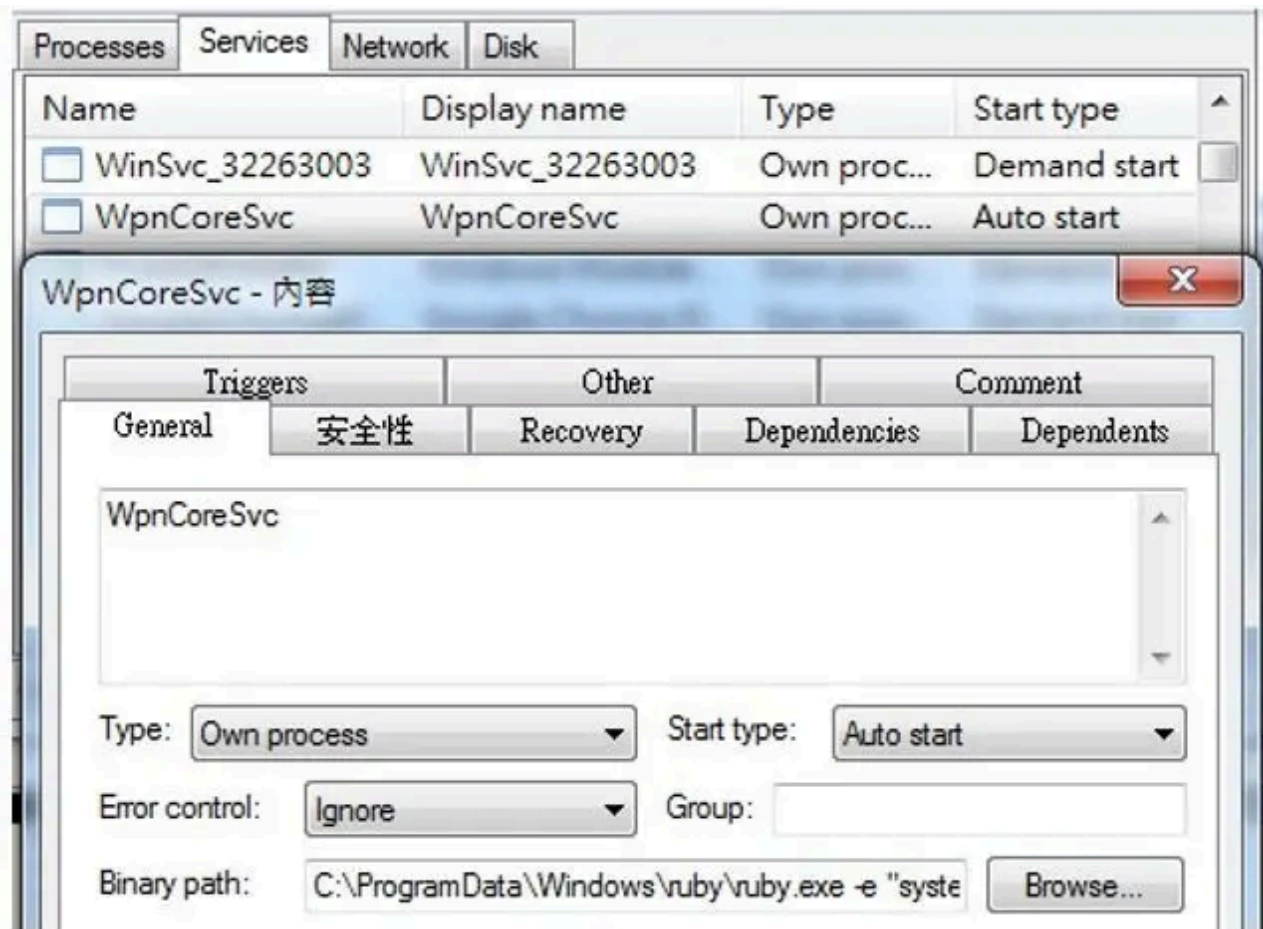 Processes Services Network Disk
Name Display name Type Start type
WinSvc_32263003 WinSvc_32263003 Own proc... Demand start
WpnCoreSvc WpnCoreSvc Own proc... Auto start
WpnCoreSvc - 內容
Triggers Other Comment
General 安全性 Recovery Dependencies Dependents
WpnCoreSvc
Type: Own process Start type: Auto start
Error control: Ignore Group:
Binary path: C:\ProgramData\Windows\ruby\ruby.exe -e "syste Browse...